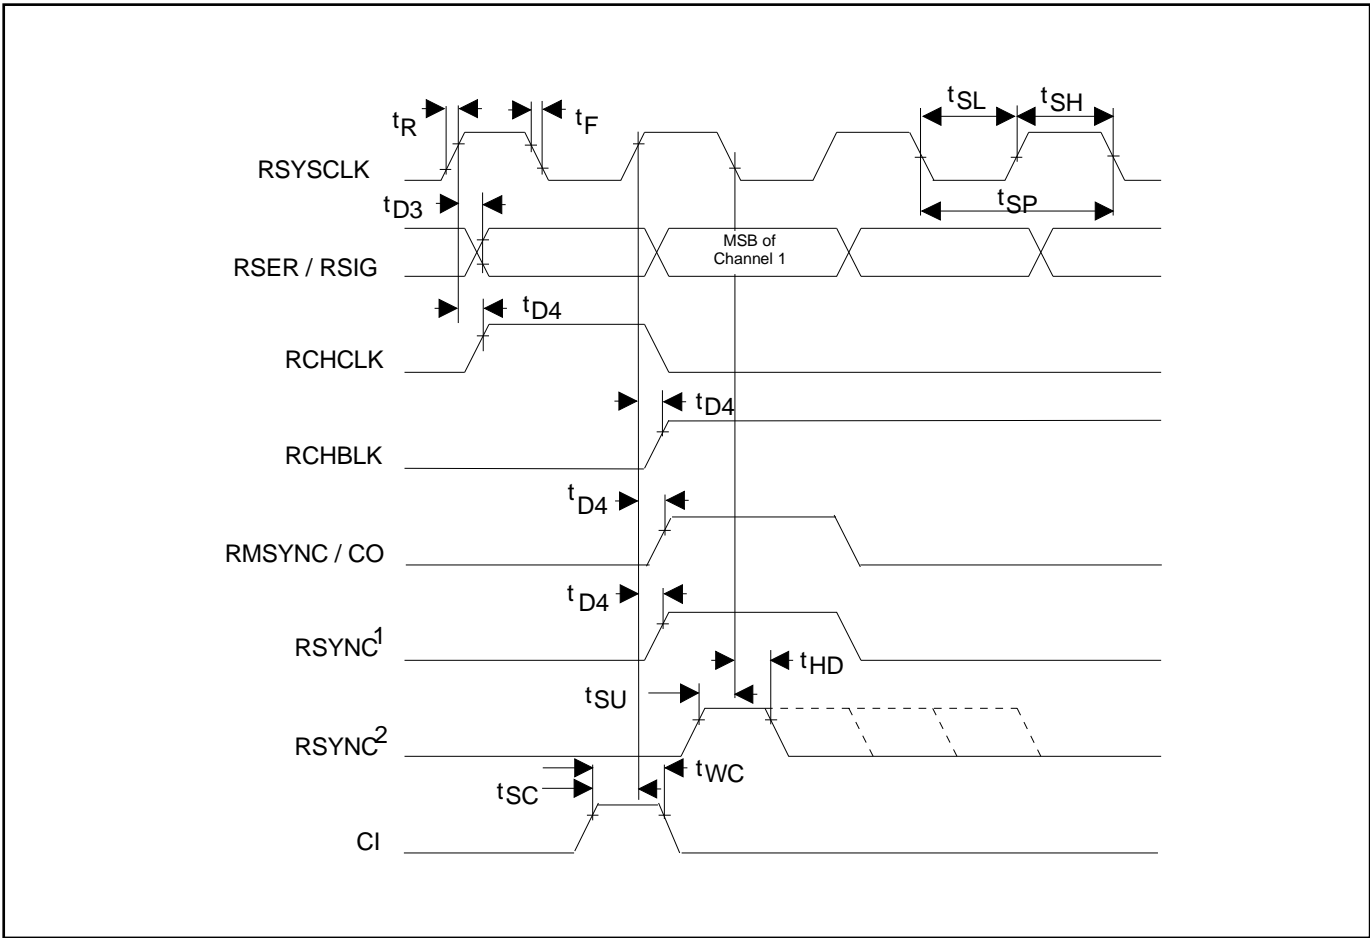 tSL tSH
tR tF
RSYSCLK
tSP
tD3
MSB of
Channel 1
RSER / RSIG
tD4
RCHCLK
tD4
RCHBLK
tD4
RMSYNC / CO
tD4
RSYNC1
tHD
tSU
RSYNC2
tWC
tSC
CI